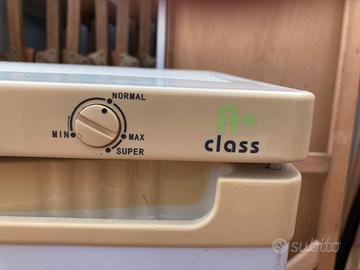 NORMAL
MIN
MAX
SUPER
A+
class
subito